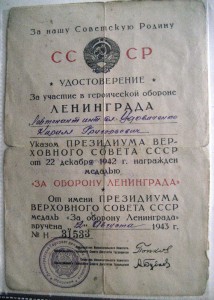 За нашу Советскую Родину
СССР
УДОСТОВЕРЕНИЕ
За участие в героической обороне
ЛЕНИНГРАДА
Указом ПРЕЗИДИУМА ВЕР-
ХОВНОГО СОВЕТА СССР
от 22 декабря 1942 г. награжден
медалью
«ЗА ОБОРОНУ ЛЕНИНГРАДА»
От имени ПРЕЗИДИУМА
ВЕРХОВНОГО СОВЕТА СССР
медаль «За оборону Ленинграда»
вручена августа 1943 г.
№ Н 31533